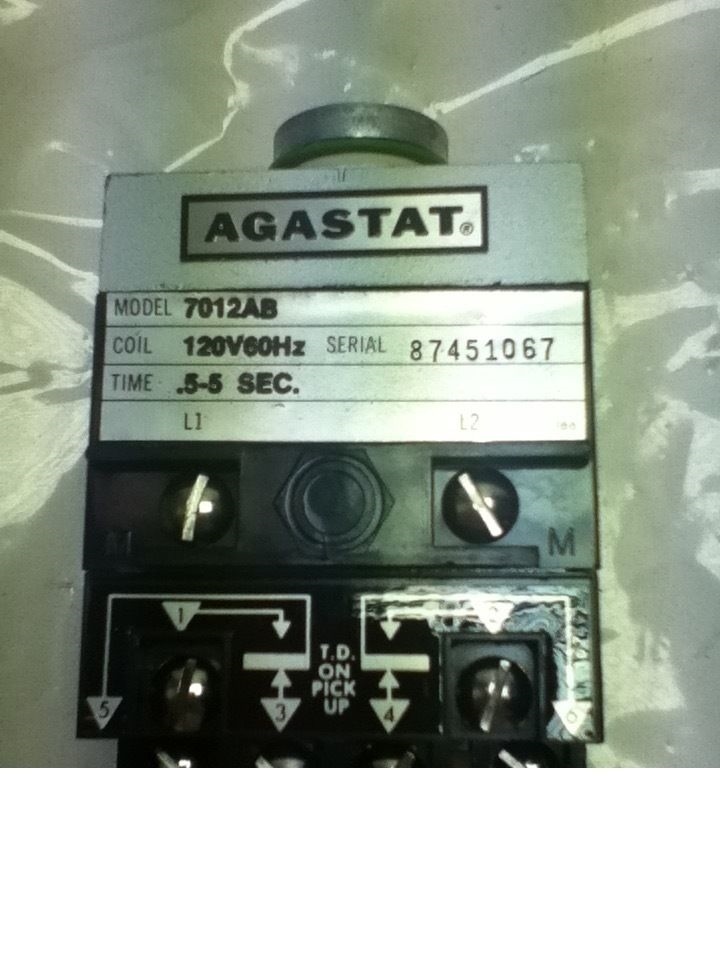 AGASTAT®
MODEL 7012AB
COIL 120V60Hz SERIAL 87451067
TIME .5-5 SEC.
L1 L2
M M
1 2
T.D.
ON
PICK
UP
5 3 4 6